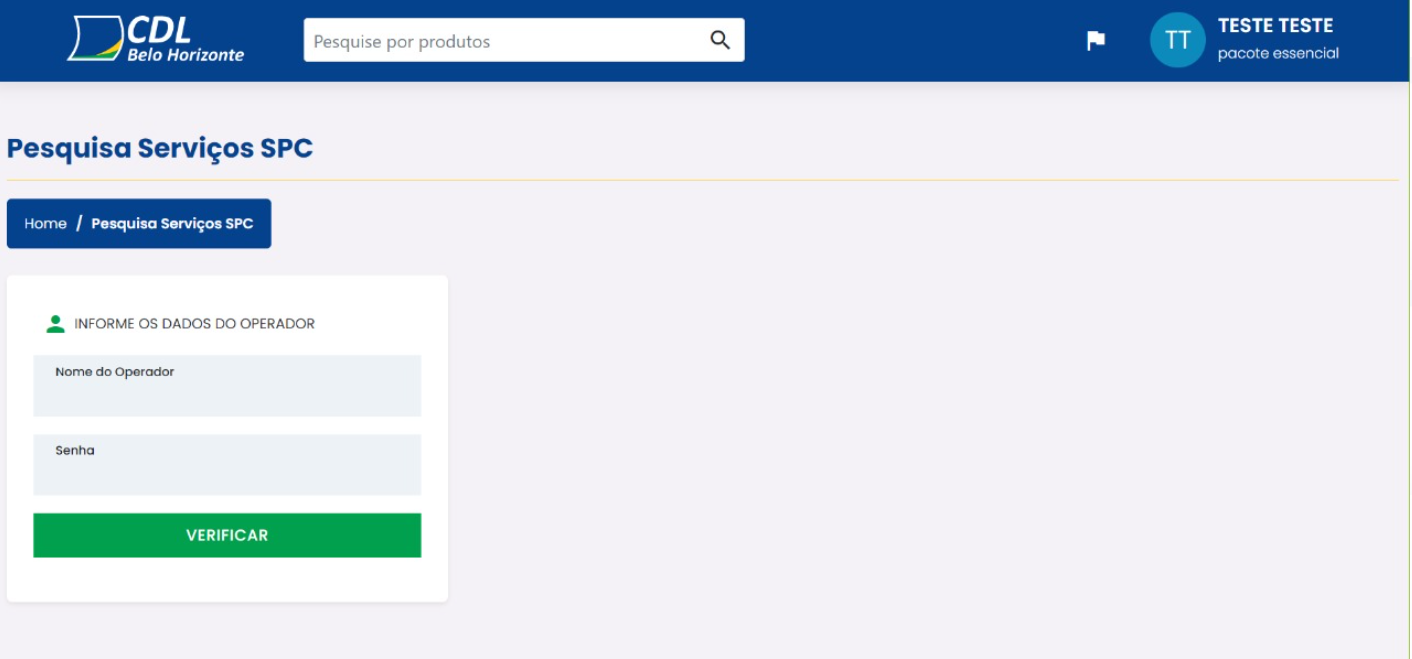 CDL
Belo Horizonte
Pesquise por produtos
TT
TESTE TESTE
pacote essencial
Pesquisa Serviços SPC
Home / Pesquisa Serviços SPC
INFORME OS DADOS DO OPERADOR
Nome do Operador
Senha
VERIFICAR